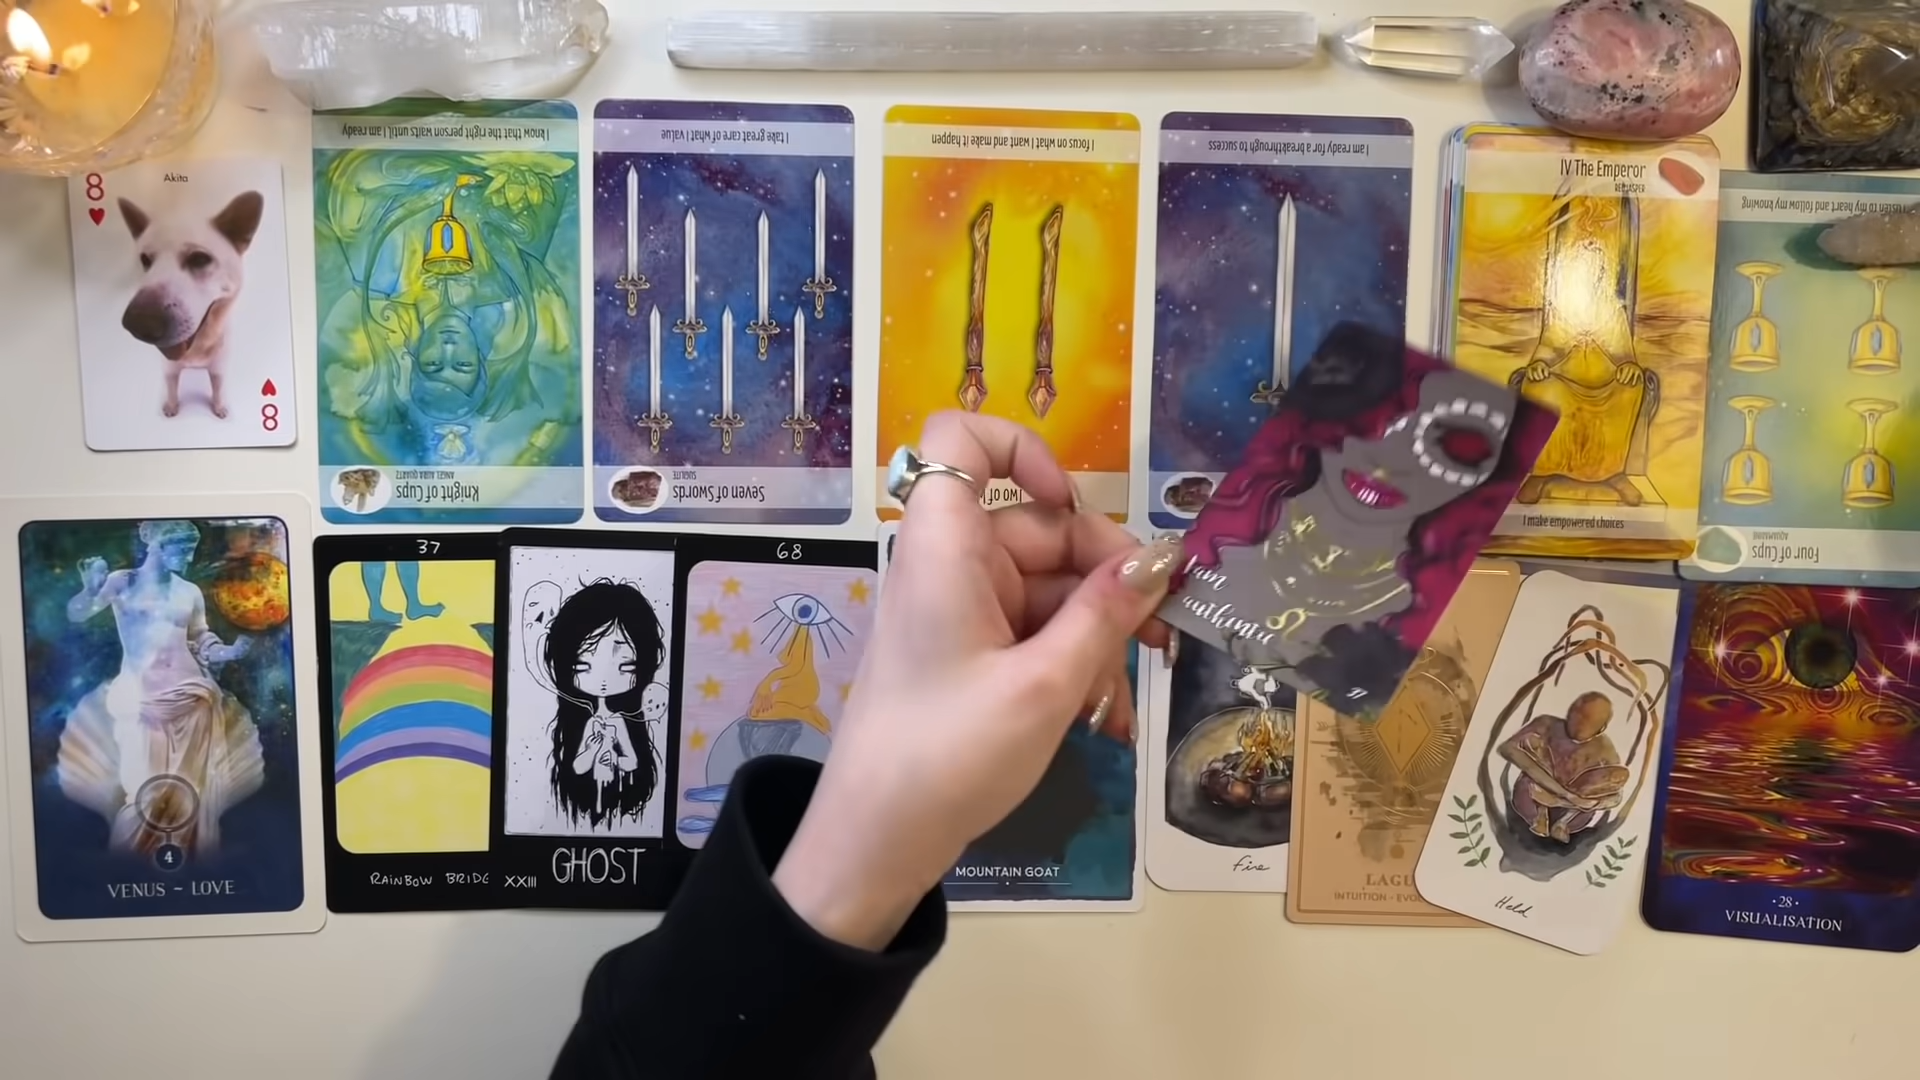 8
Akita
8
I know that the right person waits until I am ready
Knight of Cups
ANGEL AURA QUARTZ
I take great care of what I value
Seven of Swords
SUGILITE
I focus on what I want and make it happen
Two of
I am ready for a breakthrough to success
IV The Emperor
RED JASPER
I make empowered choices
I listen to my heart and follow my knowing
Four of Cups
AQUAMARINE
I am
authentic
4
VENUS ~ LOVE
37
RAINBOW BRIDG
XXIII
GHOST
68
MOUNTAIN GOAT
fire
LAGU
INTUITION - EVO
Held
·28·
VISUALISATION